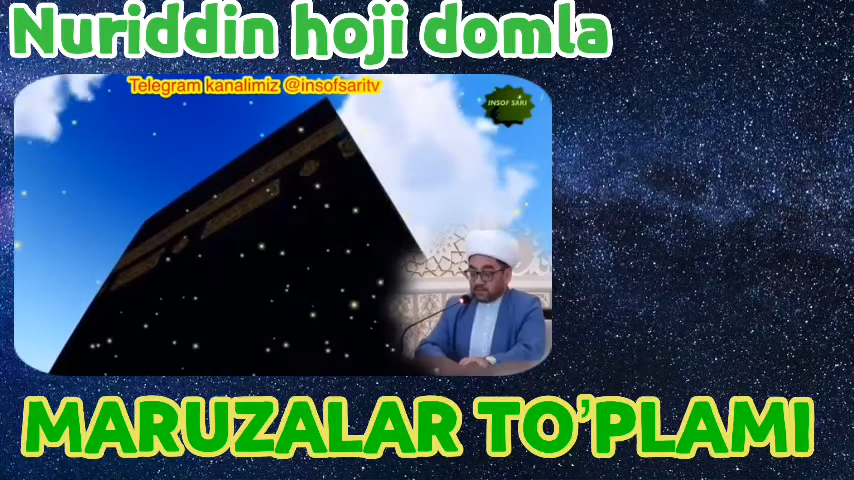 Nuriddin hoji domla
Telegram kanalimiz @insofsaritv
INSOF SARI
MARUZALAR TO’PLAMI